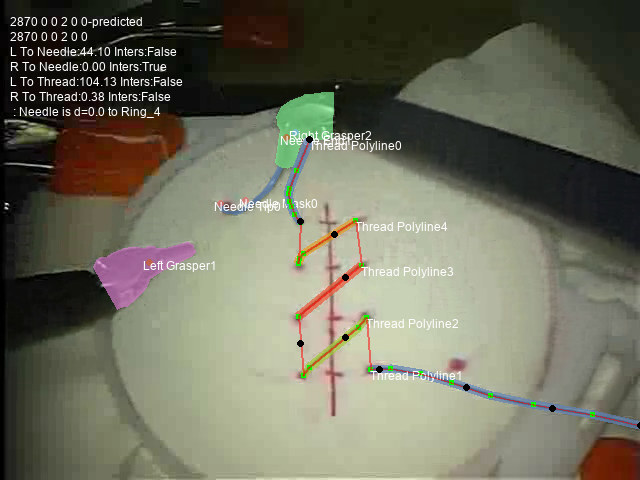 2870 0 0 2 0 0-predicted
2870 0 0 2 0 0
L To Needle:44.10 Inters:False
R To Needle:0.00 Inters:True
L To Thread:104.13 Inters:False
R To Thread:0.38 Inters:False
: Needle is d=0.0 to Ring_4
Right Grasper2
Thread Polyline0
Needle Tip0
Needle Mask0
Thread Polyline4
Left Grasper1
Thread Polyline3
Thread Polyline2
Thread Polyline1